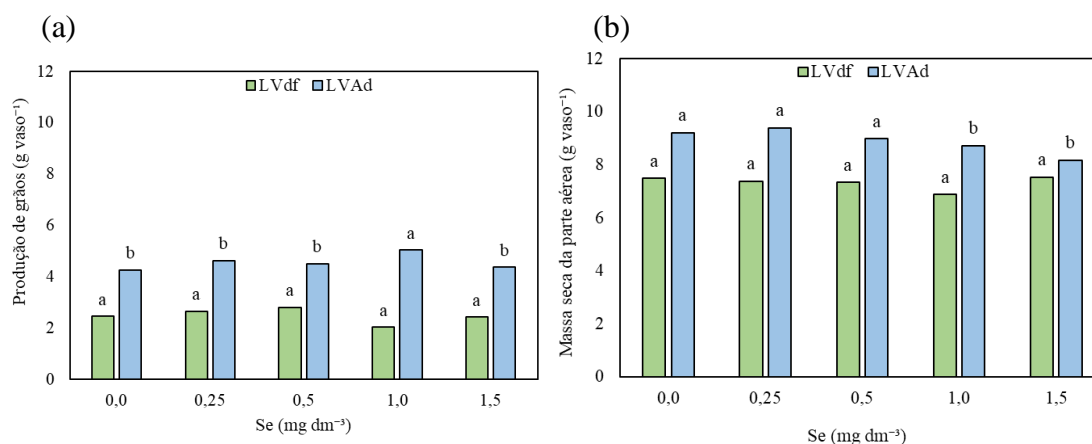 (a)
12
10
8
6
4
2
0
Produção de grãos (g vaso⁻¹)
LVdf LVAd
a b a b a b a a a b
0,0 0,25 0,5 1,0 1,5
Se (mg dm⁻³)
(b)
12
10
8
6
4
2
0
Massa seca da parte aérea (g vaso⁻¹)
LVdf LVAd
a a a a a a a b a b
0,0 0,25 0,5 1,0 1,5
Se (mg dm⁻³)